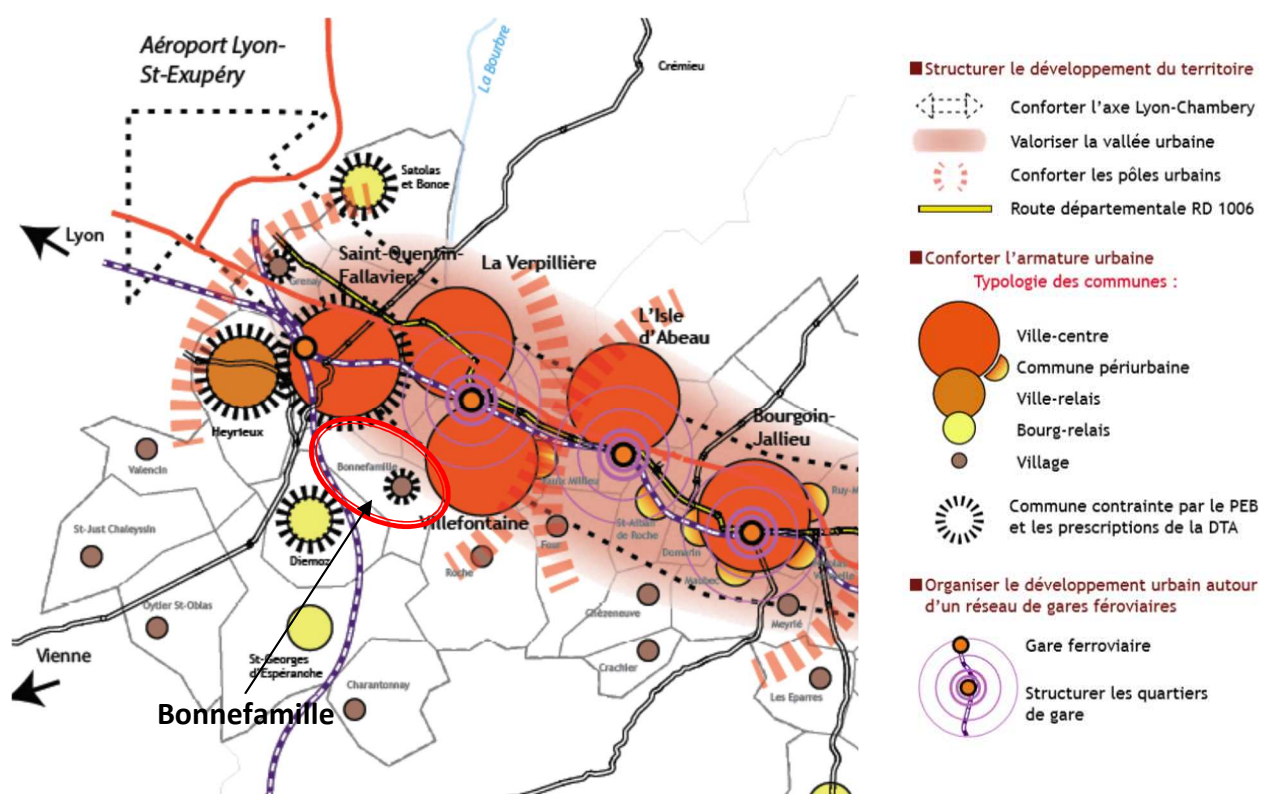 Aéroport Lyon-
St-Exupéry
La Bourbre
Crémieu
Satolas
et Bonce
Lyon
Saint-Quentin-
Fallavier
La Verpillière
Grenay
L'Isle
d'Abeau
Heyrieux
Bourgoin-
Jallieu
Valencin
Bonnefamille
Villefontaine
St-Just Chaleyssin
Diemoz
Roche
Four
St-Alban
de Roche
Domarin
Maubec
Oytier St-Oblas
Chèzeneuve
Meyrié
Vienne
St-Georges
d'Espéranche
Charantonnay
Crachier
Les Eparres
Bonnefamille
Structurer le développement du territoire
Conforter l'axe Lyon-Chambery
Valoriser la vallée urbaine
Conforter les pôles urbains
Route départementale RD 1006
Conforter l'armature urbaine
Typologie des communes :
Ville-centre
Commune périurbaine
Ville-relais
Bourg-relais
Village
Commune contrainte par le PEB
et les prescriptions de la DTA
Organiser le développement urbain autour
d'un réseau de gares féroviaires
Gare ferroviaire
Structurer les quartiers
de gare